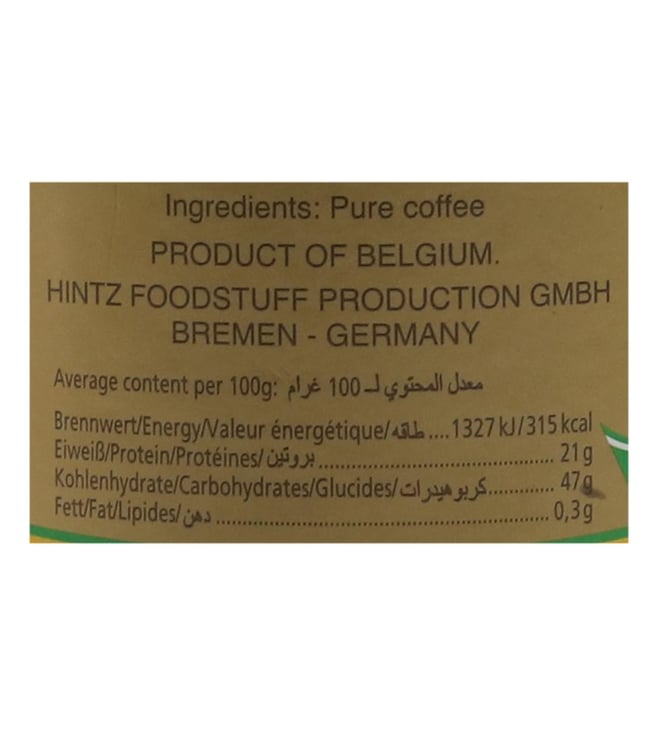 Ingredients: Pure coffee
PRODUCT OF BELGIUM.
HINTZ FOODSTUFF PRODUCTION GMBH
BREMEN - GERMANY
Average content per 100g: معدل المحتوي لـ 100 غرام
Brennwert/Energy/Valeur énergétique/طاقه....1327 kJ/315 kcal
Eiweiß/Protein/Protéines/بروتين................................................ 21g
Kohlenhydrate/Carbohydrates/Glucides/كربوهيدرات............. 47g
Fett/Fat/Lipides/دهن.................................................................... 0,3g